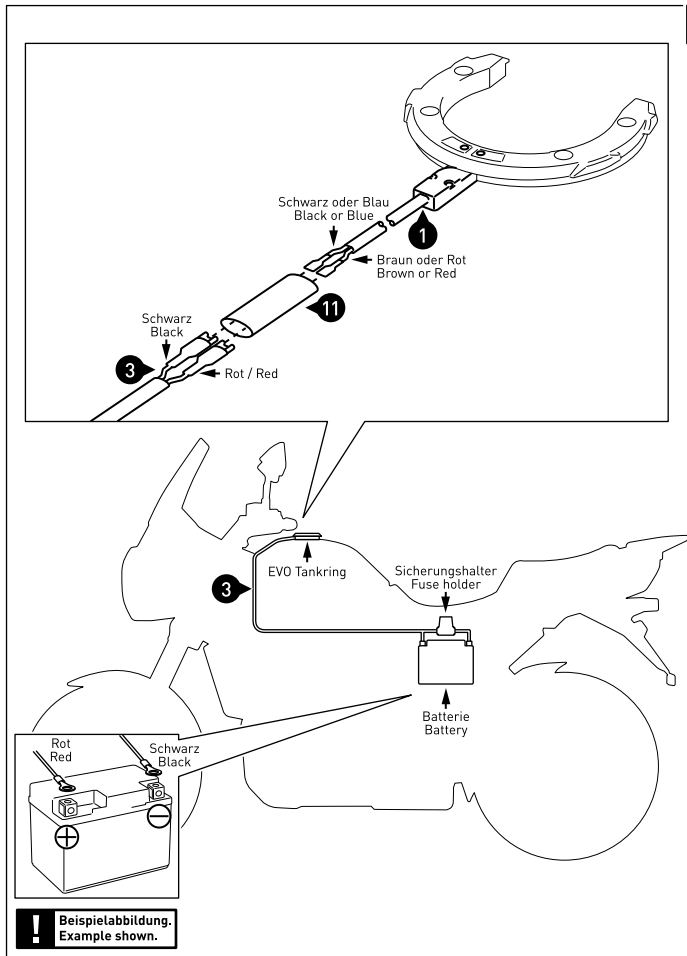 Schwarz oder Blau
Black or Blue
1
Braun oder Rot
Brown or Red
11
Schwarz
Black
3
Rot / Red
EVO Tankring
Sicherungshalter
Fuse holder
3
Batterie
Battery
Rot
Red
Schwarz
Black
+
−
!
Beispielabbildung.
Example shown.